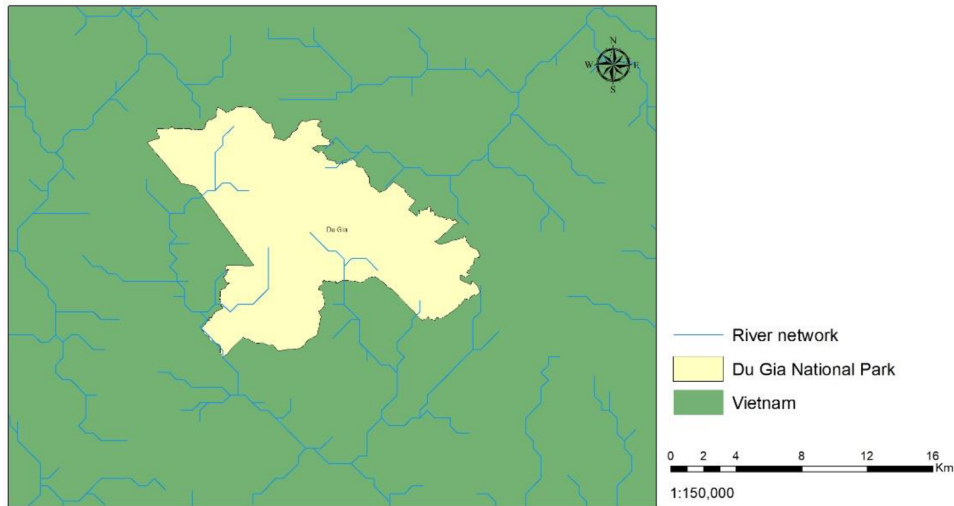 N
W E
S
Du Gia
River network
Du Gia National Park
Vietnam
0 2 4 8 12 16
Km
1:150,000